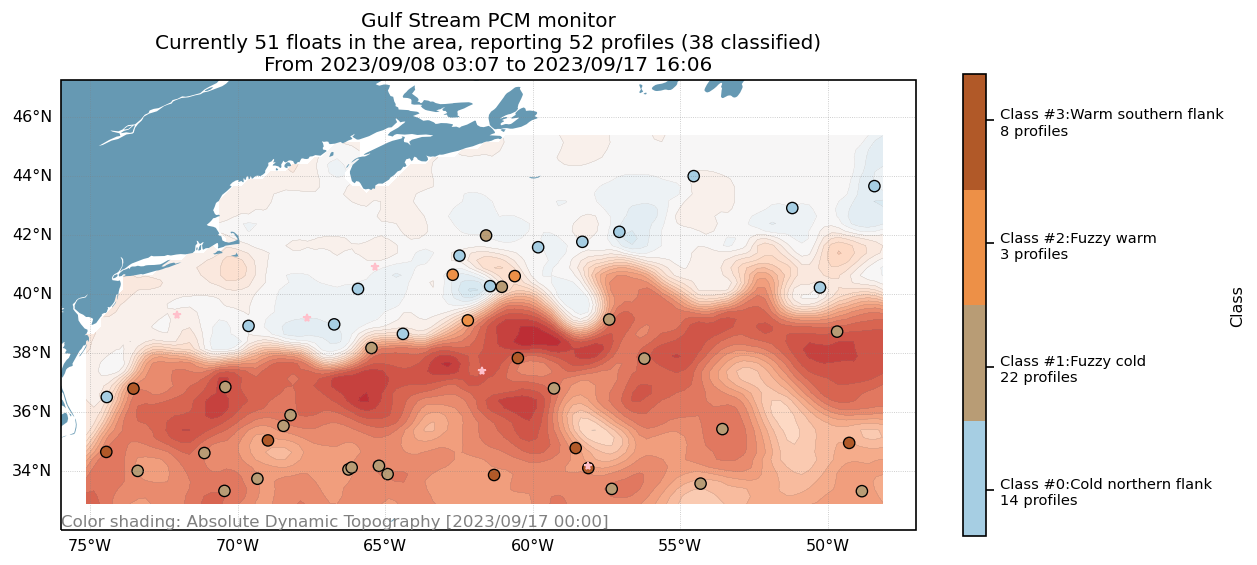 Gulf Stream PCM monitor
Currently 51 floats in the area, reporting 52 profiles (38 classified)
From 2023/09/08 03:07 to 2023/09/17 16:06
46°N
44°N
42°N
40°N
38°N
36°N
34°N
Color shading: Absolute Dynamic Topography [2023/09/17 00:00]
75°W
70°W
65°W
60°W
55°W
50°W
Class #3:Warm southern flank
8 profiles
Class #2:Fuzzy warm
3 profiles
Class #1:Fuzzy cold
22 profiles
Class #0:Cold northern flank
14 profiles
Class